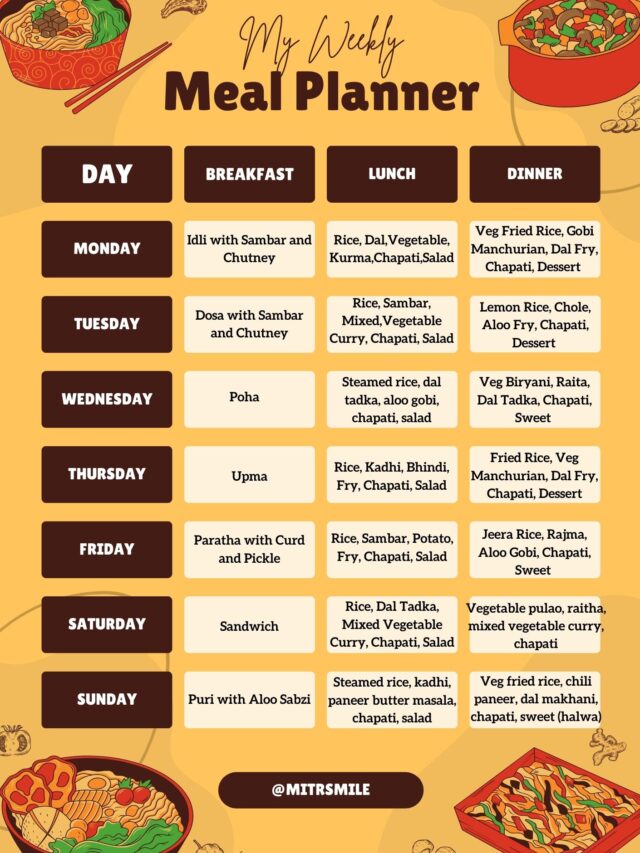 My Weekly
Meal Planner
DAY
BREAKFAST
LUNCH
DINNER
MONDAY
Idli with Sambar and
Chutney
Rice, Dal,Vegetable,
Kurma,Chapati,Salad
Veg Fried Rice, Gobi
Manchurian, Dal Fry,
Chapati, Dessert
TUESDAY
Dosa with Sambar
and Chutney
Rice, Sambar,
Mixed,Vegetable
Curry, Chapati, Salad
Lemon Rice, Chole,
Aloo Fry, Chapati,
Dessert
WEDNESDAY
Poha
Steamed rice, dal
tadka, aloo gobi,
chapati, salad
Veg Biryani, Raita,
Dal Tadka, Chapati,
Sweet
THURSDAY
Upma
Rice, Kadhi, Bhindi,
Fry, Chapati, Salad
Fried Rice, Veg
Manchurian, Dal Fry,
Chapati, Dessert
FRIDAY
Paratha with Curd
and Pickle
Rice, Sambar, Potato,
Fry, Chapati, Salad
Jeera Rice, Rajma,
Aloo Gobi, Chapati,
Sweet
SATURDAY
Sandwich
Rice, Dal Tadka,
Mixed Vegetable
Curry, Chapati, Salad
Vegetable pulao, raitha,
mixed vegetable curry,
chapati
SUNDAY
Puri with Aloo Sabzi
Steamed rice, kadhi,
paneer butter masala,
chapati, salad
Veg fried rice, chili
paneer, dal makhani,
chapati, sweet (halwa)
@MITRSMILE